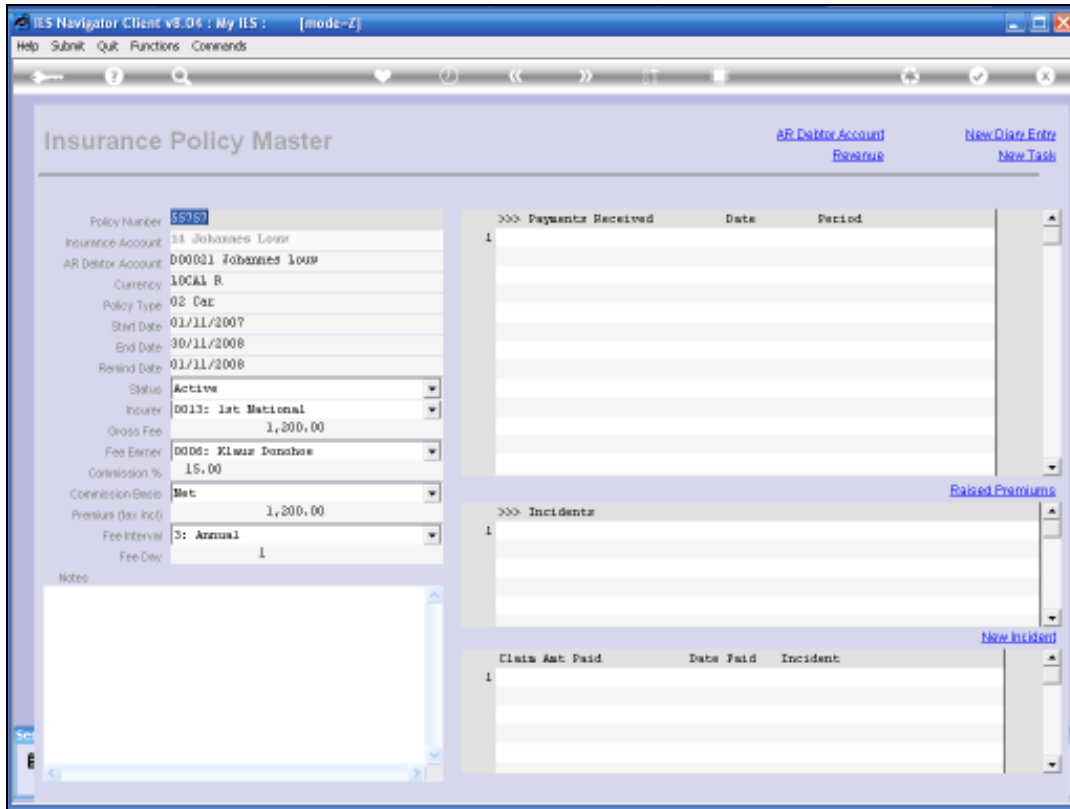 IES Navigator Client v8.04 : My IES : [mode=Z]
Help Submit Quit Functions Commands
Insurance Policy Master
AR Debtor Account
New Diary Entry
Revenue
New Task
Policy Number 55757
Insurance Account 14 Johannes Louw
AR Debtor Account D00021 Johannes Louw
Currency LOCAL R
Policy Type 02 Car
Start Date 01/11/2007
End Date 30/11/2008
Remind Date 01/11/2008
Status Active
Insurer 0013: 1st National
Gross Fee 1,200.00
Fee Earner 0006: Klaus Donohoe
Commission % 15.00
Commission Basis Net
Premium (tax incl) 1,200.00
Fee Interval 3: Annual
Fee Day 1
Notes
>>> Payments Received Date Period
1
Raised Premiums
>>> Incidents
1
New Incident
Claim Amt Paid Date Paid Incident
1